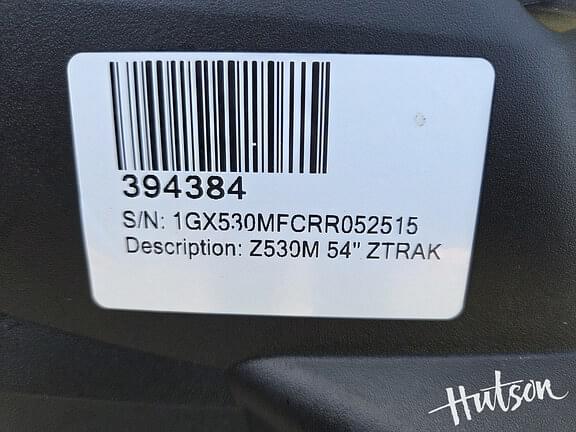 394384
S/N: 1GX530MFCRR052515
Description: Z530M 54" ZTRAK
Hutson